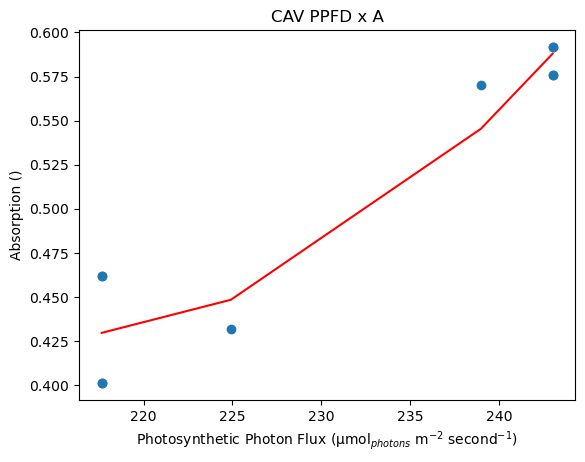 CAV PPFD x A
0.600
0.575
0.550
0.525
0.500
0.475
0.450
0.425
0.400
Absorption ()
220 225 230 235 240
Photosynthetic Photon Flux (μmol_photons m⁻² second⁻¹)